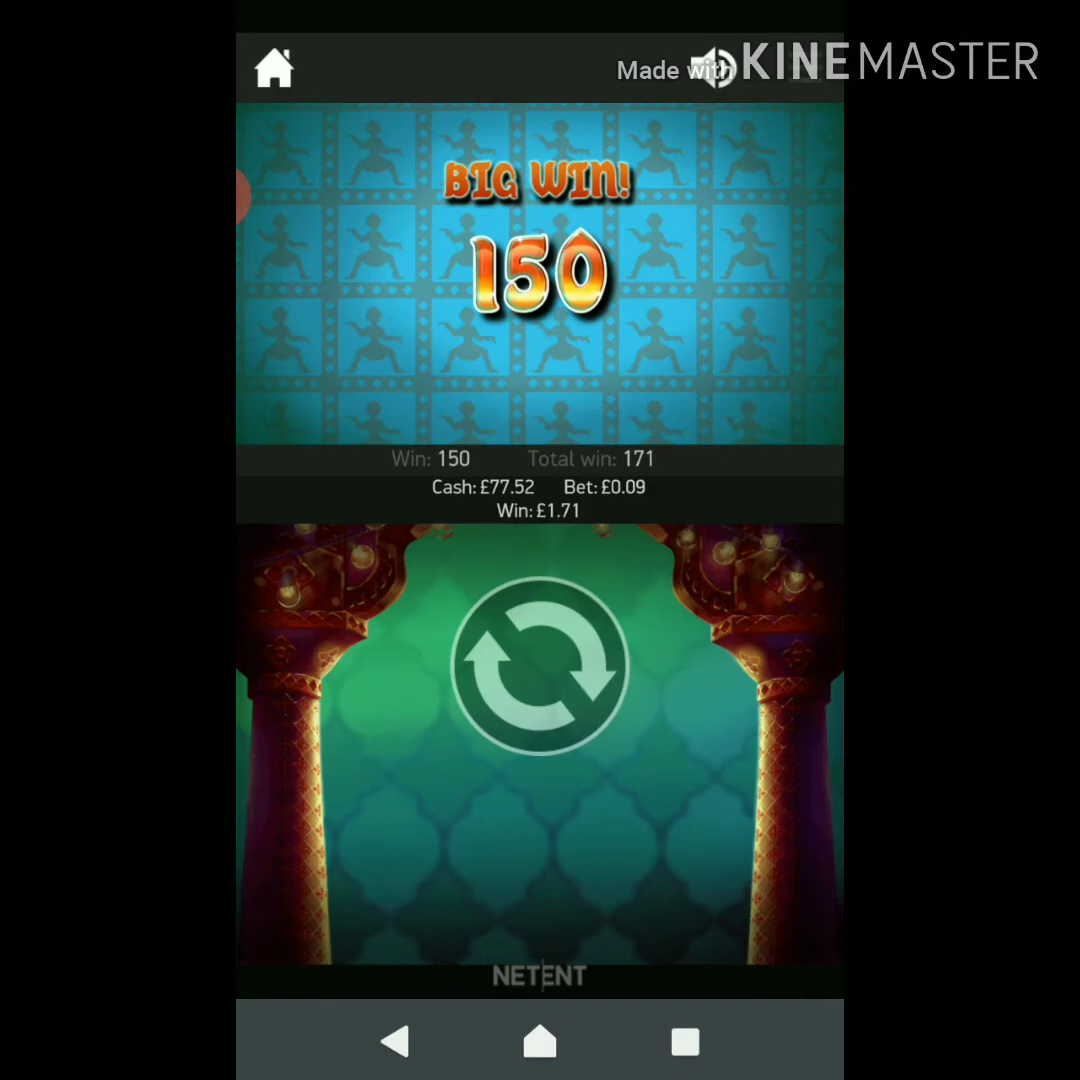 Made with KINEMASTER
BIG WIN!
150
Win: 150 Total win: 171
Cash: £77.52 Bet: £0.09
Win: £1.71
NETENT